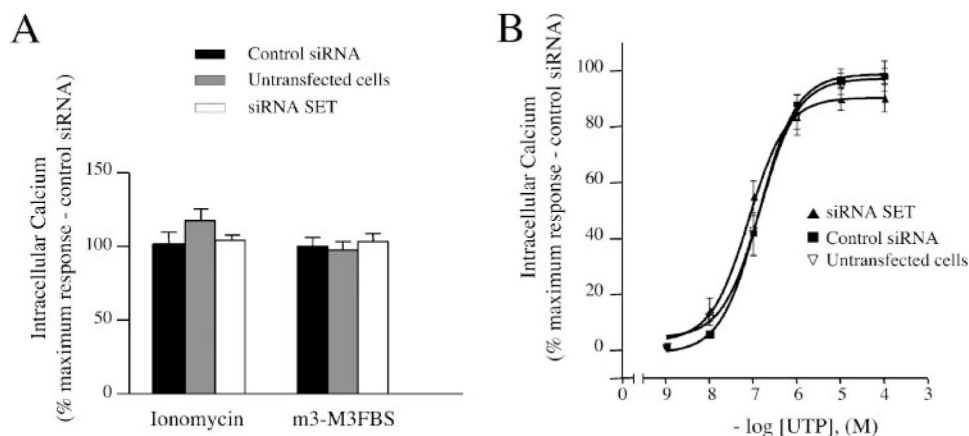 A
Control siRNA
Untransfected cells
siRNA SET
Intracellular Calcium
(% maximum response - control siRNA)
150
100
50
0
Ionomycin
m3-M3FBS
B
Intracellular Calcium
(% maximum response - control siRNA)
100
80
60
40
20
0
siRNA SET
Control siRNA
Untransfected cells
0 9 8 7 6 5 4 3
- log [UTP], (M)